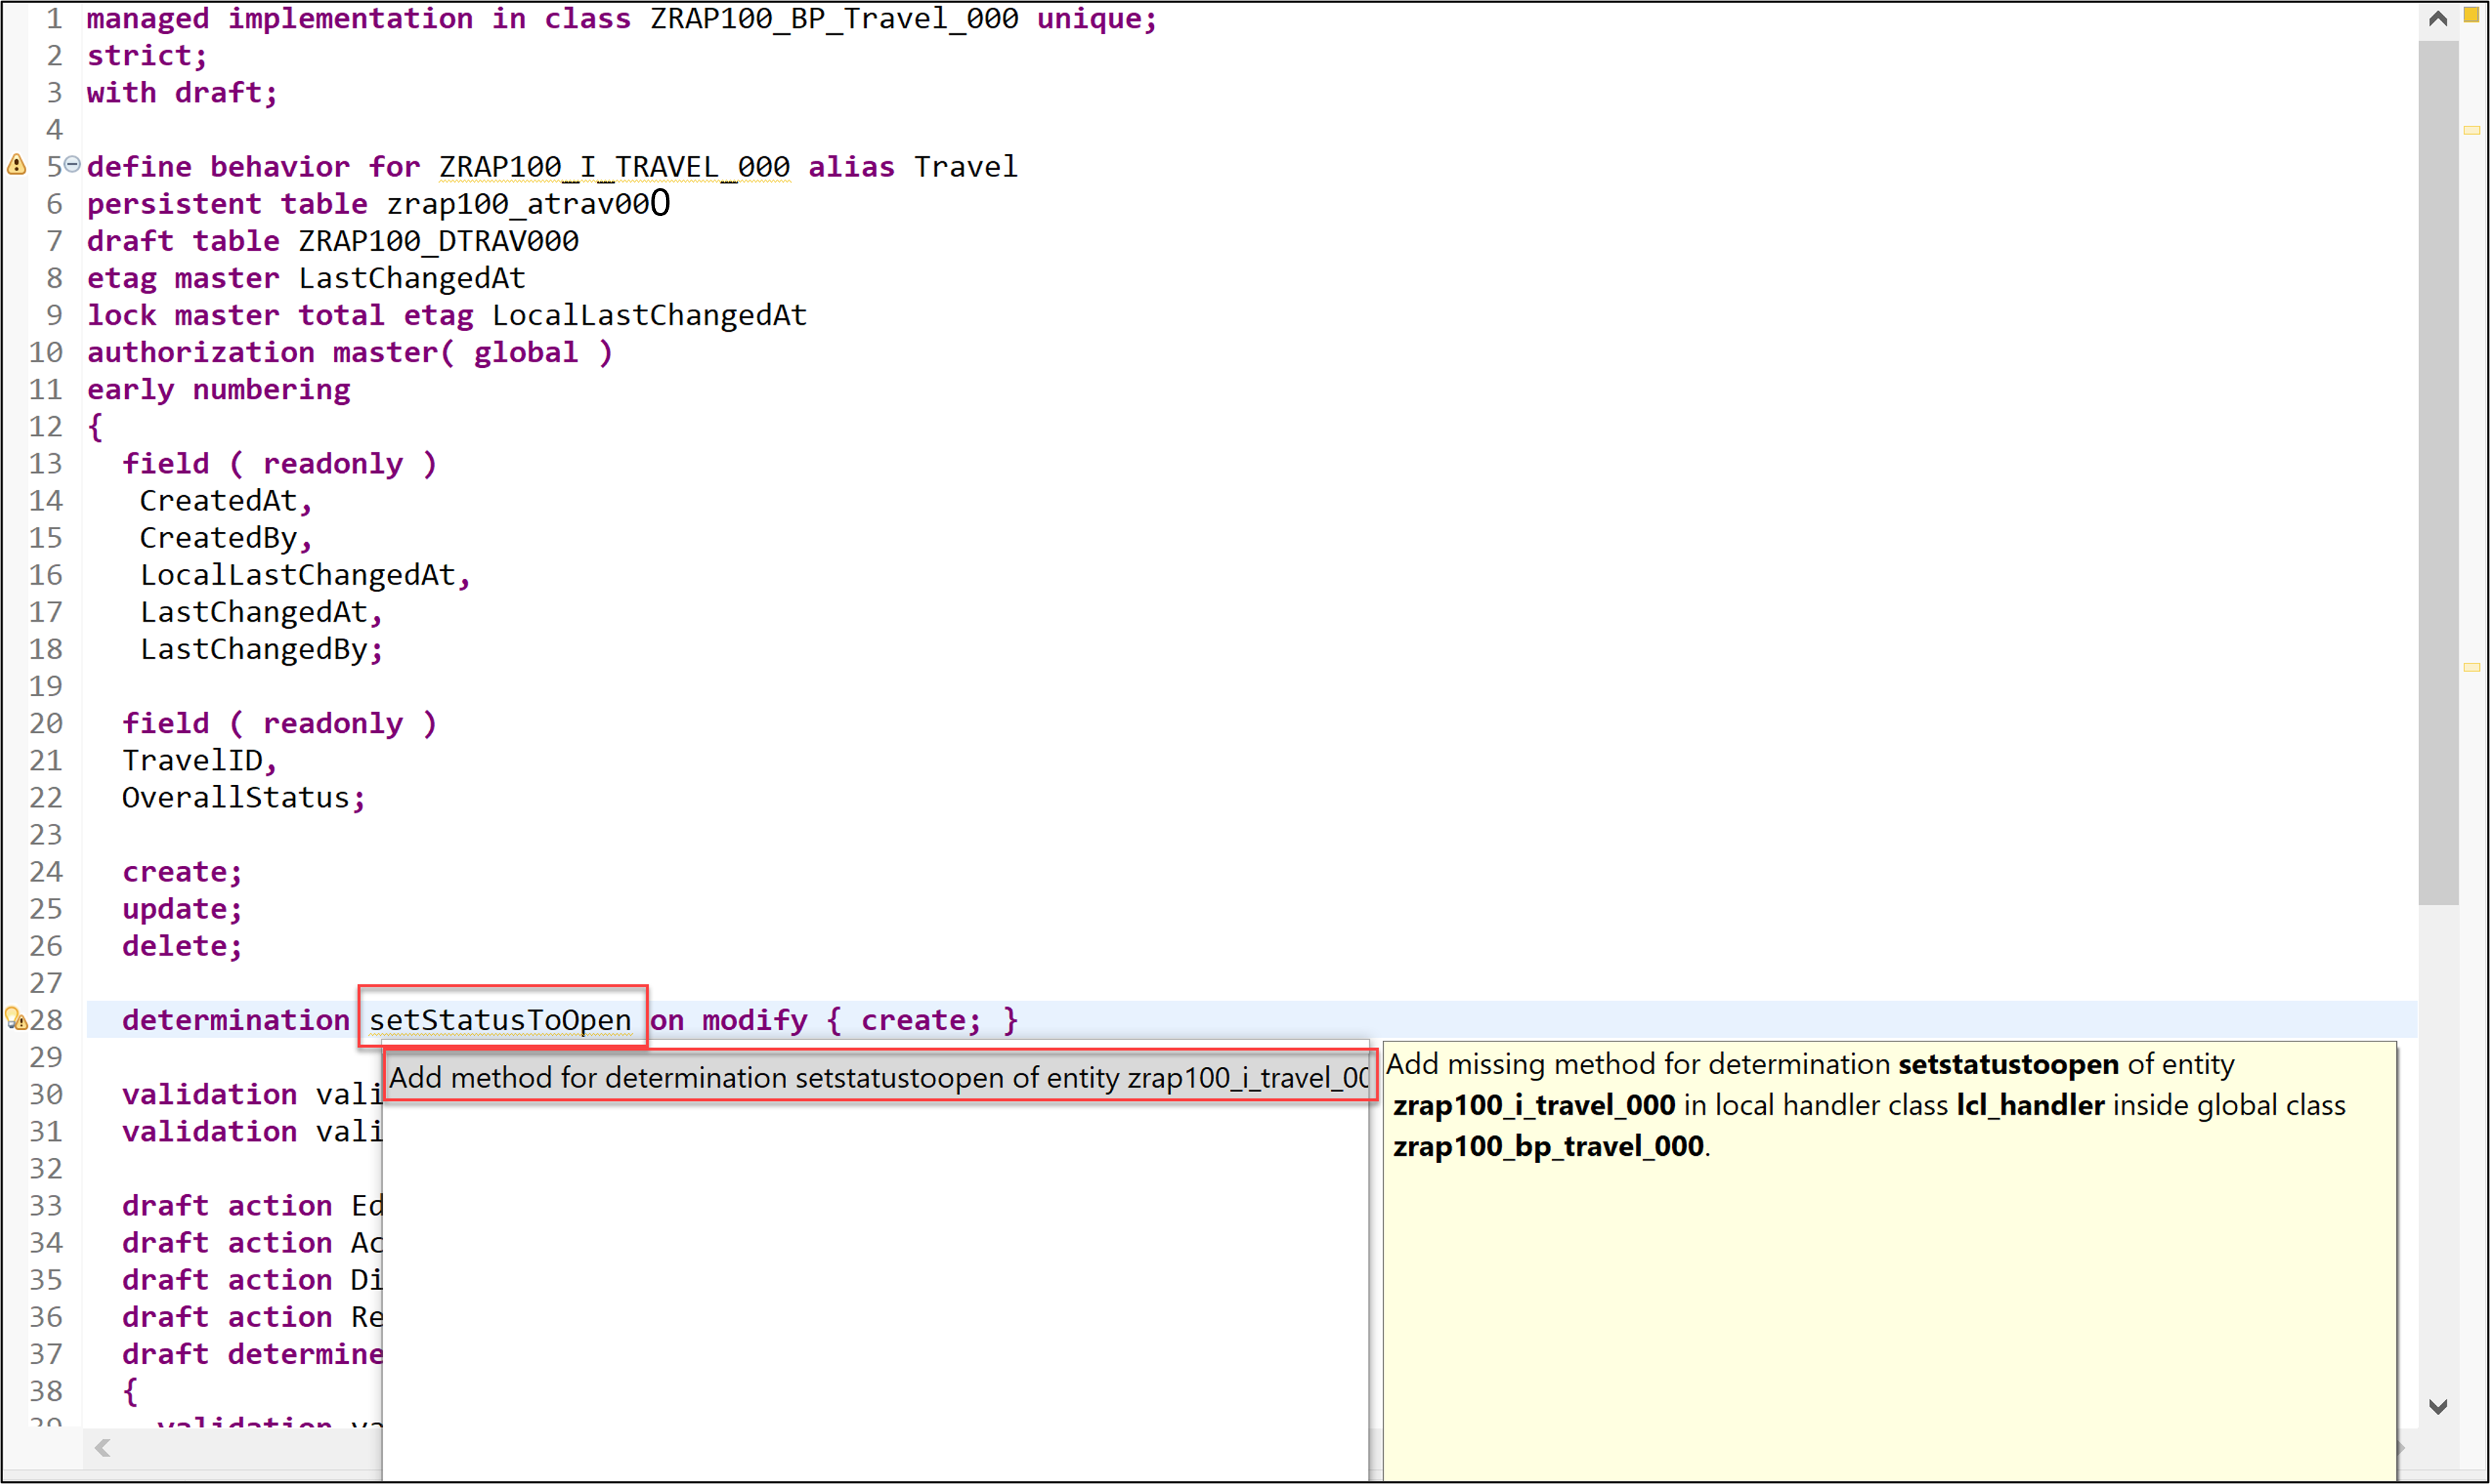 1 managed implementation in class ZRAP100_BP_Travel_000 unique;
2 strict;
3 with draft;
4
5 define behavior for ZRAP100_I_TRAVEL_000 alias Travel
6 persistent table zrap100_atrav000
7 draft table ZRAP100_DTRAV000
8 etag master LastChangedAt
9 lock master total etag LocalLastChangedAt
10 authorization master( global )
11 early numbering
12 {
13 field ( readonly )
14 CreatedAt,
15 CreatedBy,
16 LocalLastChangedAt,
17 LastChangedAt,
18 LastChangedBy;
19
20 field ( readonly )
21 TravelID,
22 OverallStatus;
23
24 create;
25 update;
26 delete;
27
28 determination setStatusToOpen on modify { create; }
29
30 validation vali
31 validation vali
32
33 draft action Ed
34 draft action Ac
35 draft action Di
36 draft action Re
37 draft determine
38 {
39 validation va
Add method for determination setstatustoopen of entity zrap100_i_travel_00
Add missing method for determination setstatustoopen of entity
zrap100_i_travel_000 in local handler class lcl_handler inside global class
zrap100_bp_travel_000.